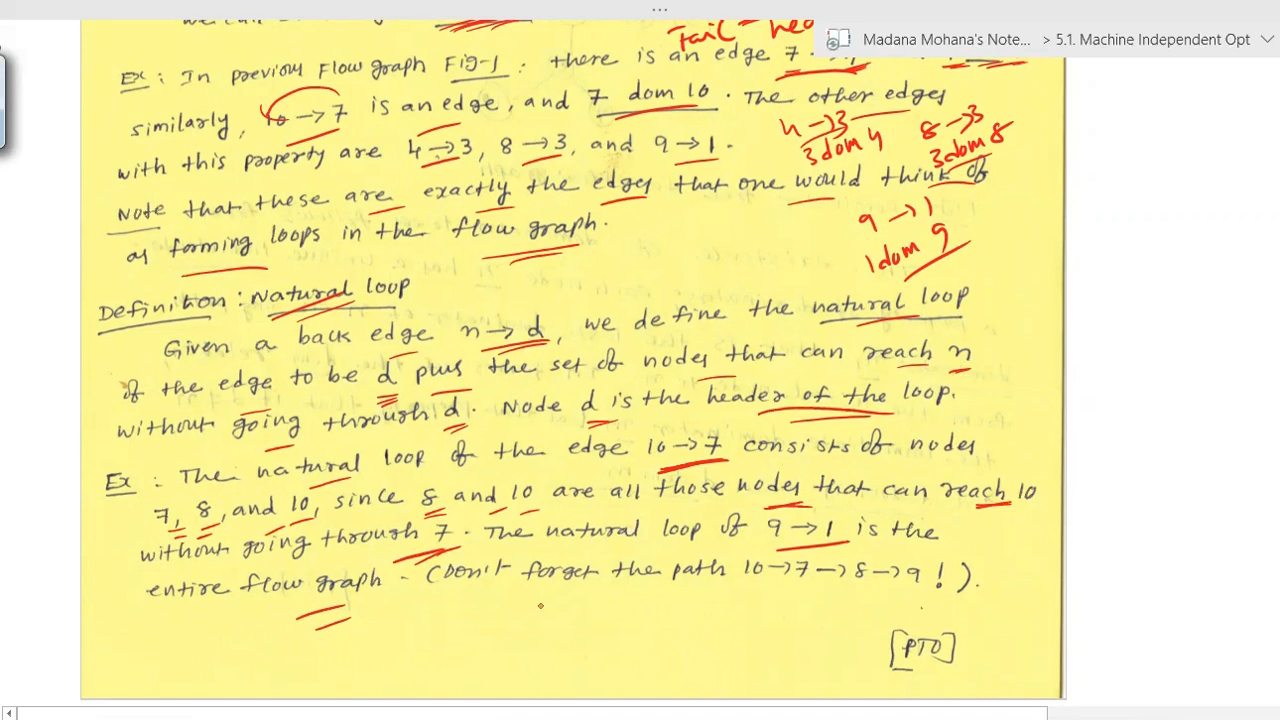 Tail
Madana Mohana's Note... > 5.1. Machine Independent Opt
Ex: In previous Flow graph Fig-1: there is an edge 7
similarly, 10 → 7 is an edge, and 7 dom 10. The other edges
4 → 3 8 → 3
with this property are 4 → 3, 8 → 3, and 9 → 1.
3 dom 4 3 dom 8
Note that these are exactly the edges that one would think of
9 → 1
as forming loops in the flow graph.
1 dom 9
Definition: Natural loop
Given a back edge n → d, we define the natural loop
of the edge to be d plus the set of nodes that can reach n
without going through d. Node d is the header of the loop.
Ex: The natural loop of the edge 10 → 7 consists of nodes
7, 8, and 10, since 8 and 10 are all those nodes that can reach 10
without going through 7. The natural loop of 9 → 1 is the
entire flow graph. (Don't forget the path 10 → 7 → 8 → 9 !).
[PTO]